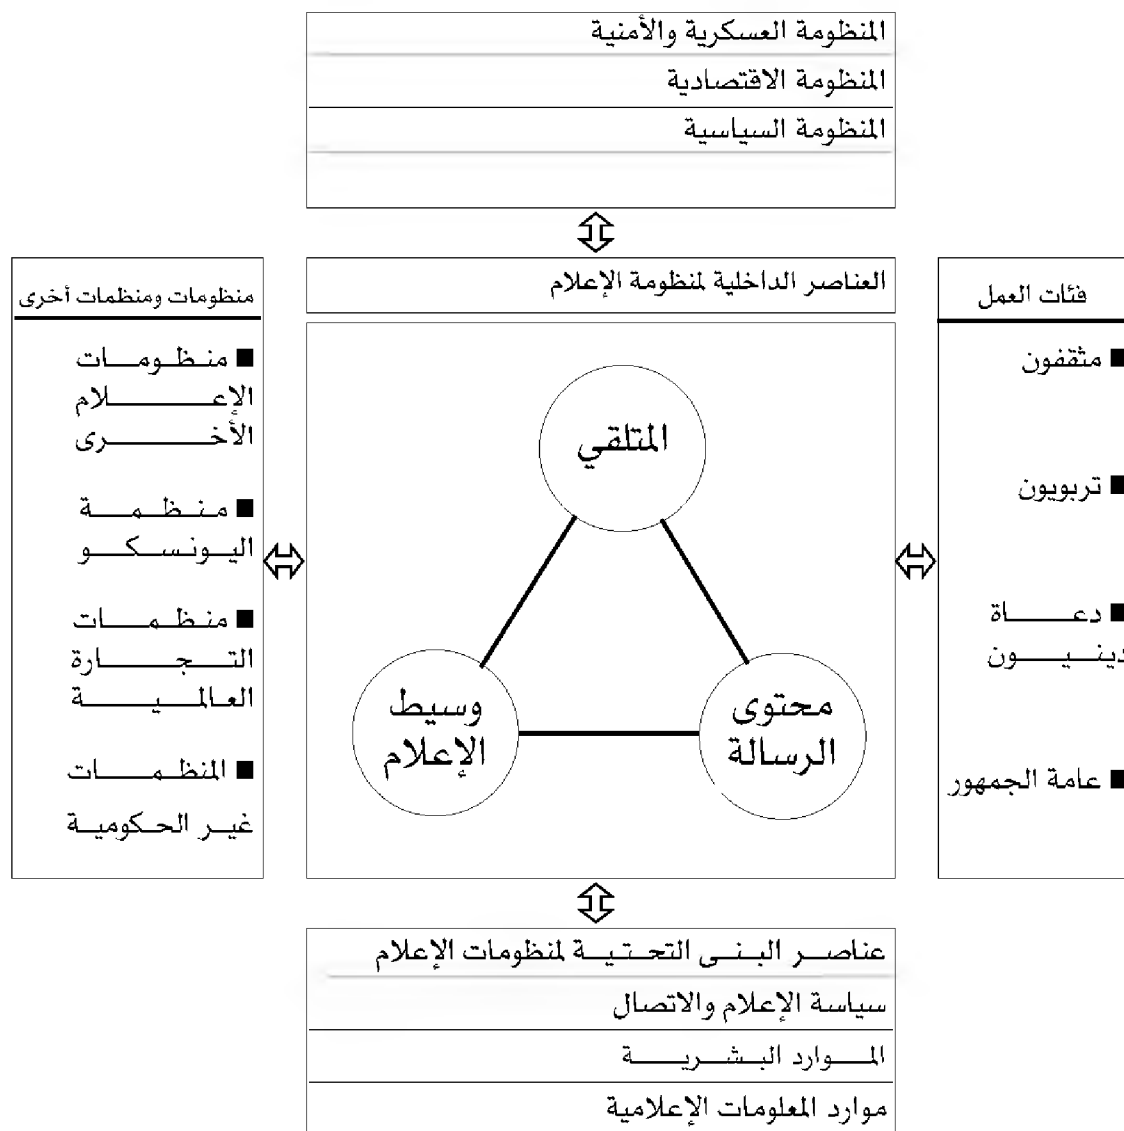 المنظومة العسكرية والأمنية
المنظومة الاقتصادية
المنظومة السياسية
فئات العمل
■ مثقفون
■ تربويون
■ دعاة
دينيون
■ عامة الجمهور
العناصر الداخلية لمنظومة الإعلام
المتلقي
محتوى
الرسالة
وسيط
الإعلام
منظومات ومنظمات أخرى
■ منظومات
الإعلام
الأخرى
■ منظمة
اليونسكو
■ منظمات
التجارة
العالمية
■ المنظمات
غير الحكومية
عناصر البنى التحتية لمنظومات الإعلام
سياسة الإعلام والاتصال
الموارد البشرية
موارد المعلومات الإعلامية